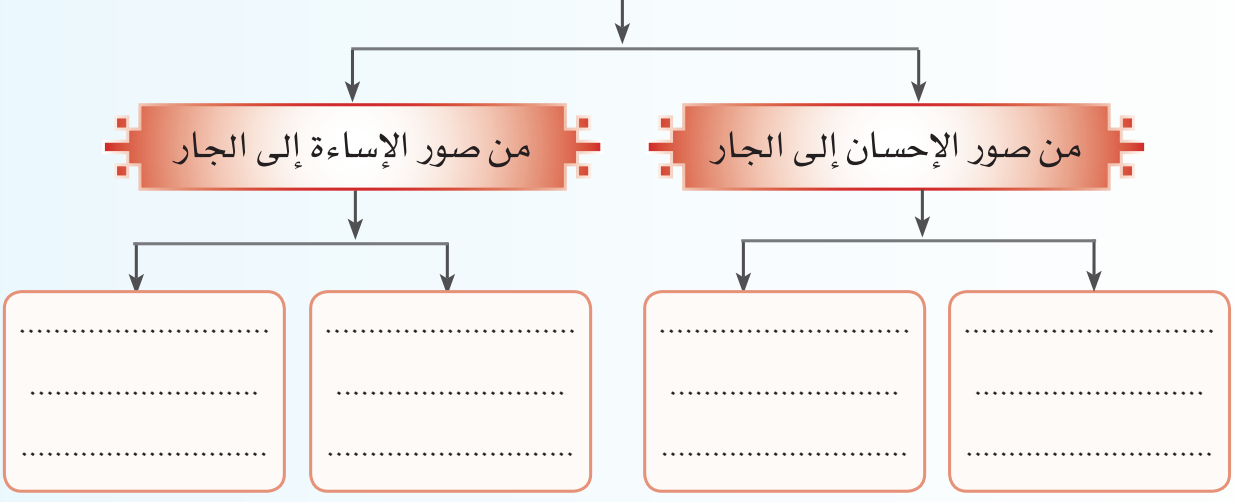 من صور الإحسان إلى الجار
من صور الإساءة إلى الجار